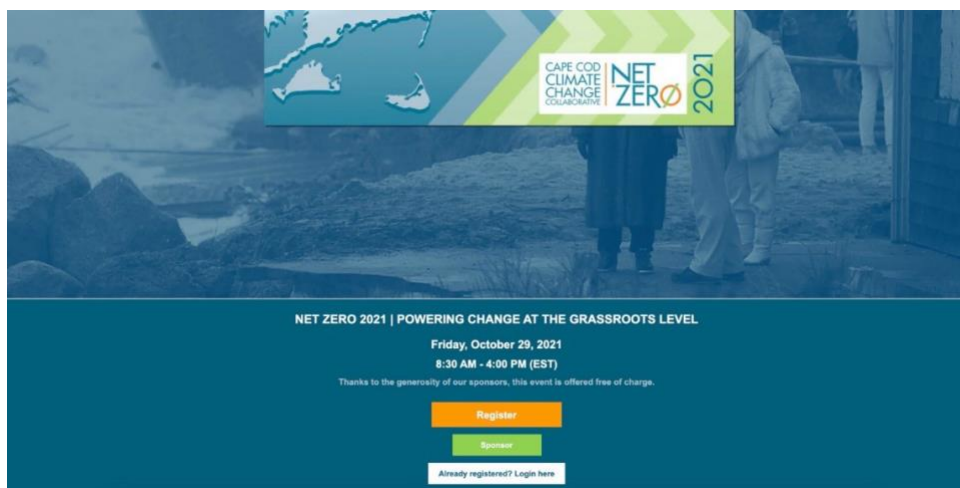 CAPE COD
CLIMATE
CHANGE
COLLABORATIVE
NET
ZERO
2021
NET ZERO 2021 | POWERING CHANGE AT THE GRASSROOTS LEVEL
Friday, October 29, 2021
8:30 AM - 4:00 PM (EST)
Thanks to the generosity of our sponsors, this event is offered free of charge.
Register
Sponsor
Already registered? Login here